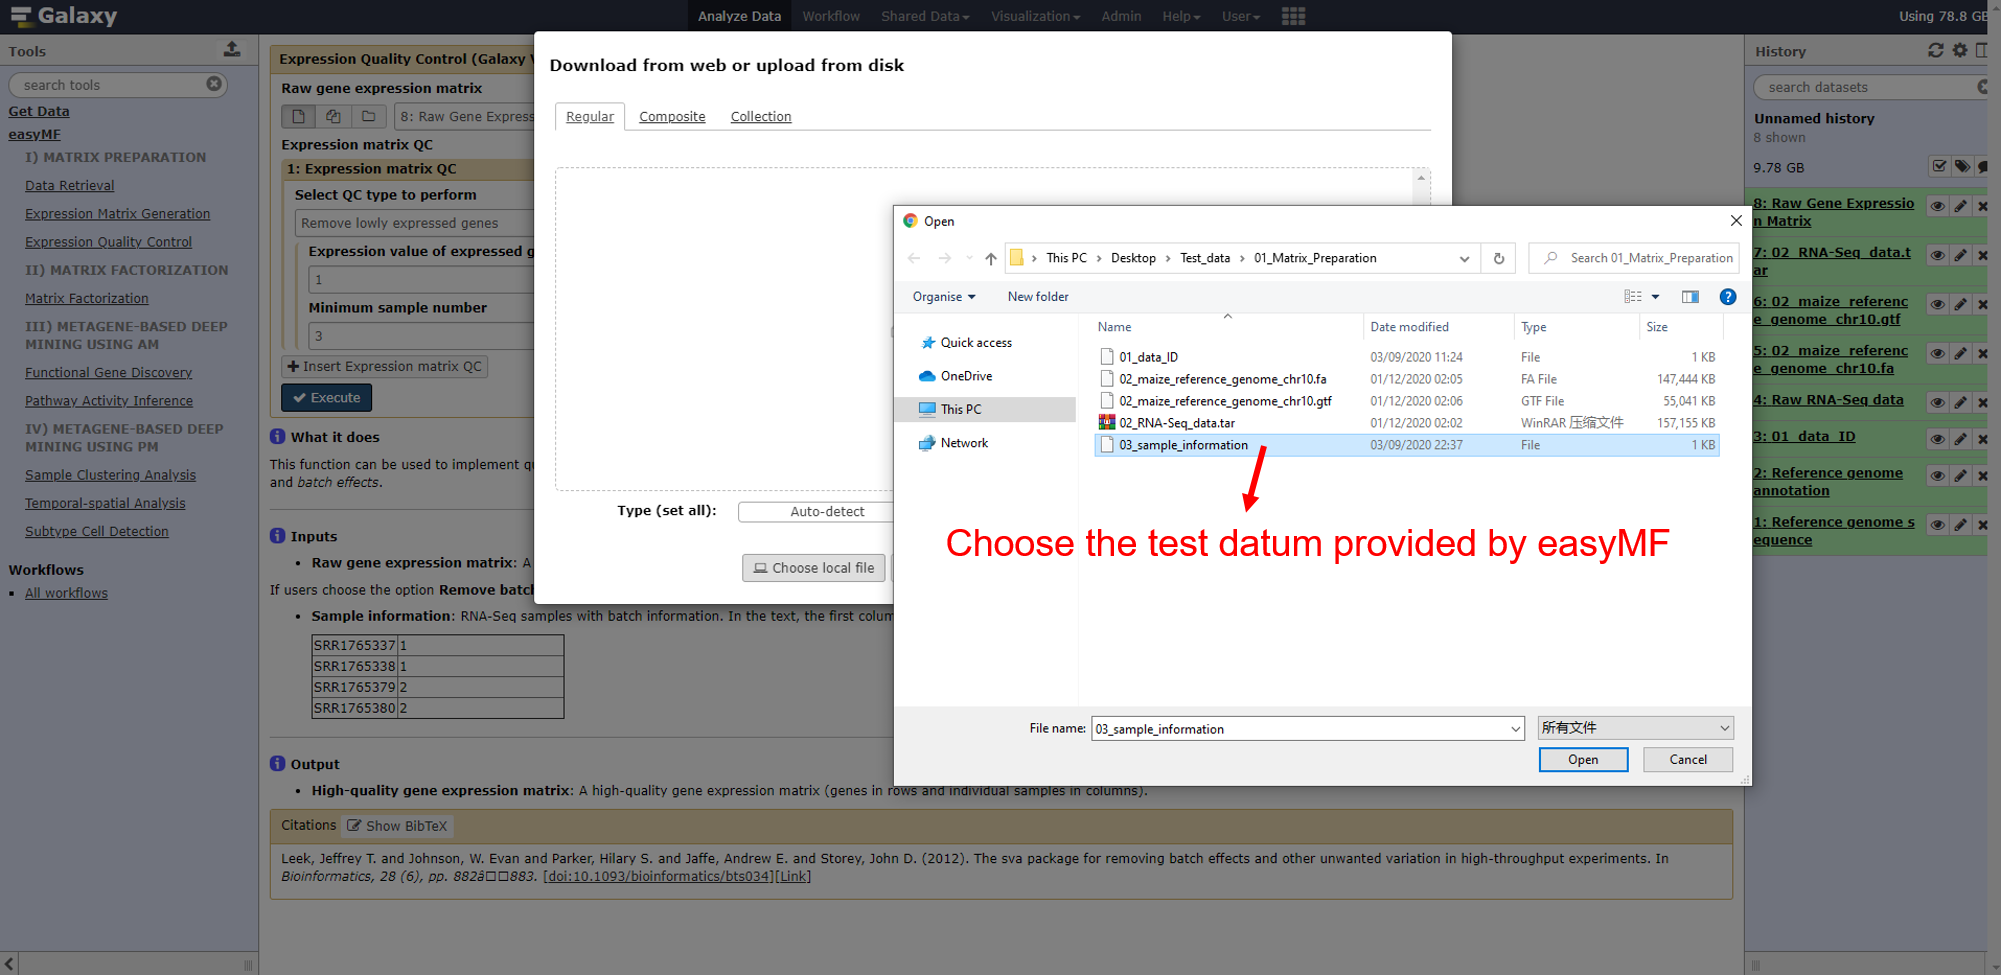 Galaxy
Analyze Data Workflow Shared Data Visualization Admin Help User
Using 78.8 GB
Tools
search tools
Get Data
easyMF
I) MATRIX PREPARATION
Data Retrieval
Expression Matrix Generation
Expression Quality Control
II) MATRIX FACTORIZATION
Matrix Factorization
III) METAGENE-BASED DEEP
MINING USING AM
Functional Gene Discovery
Pathway Activity Inference
IV) METAGENE-BASED DEEP
MINING USING PM
Sample Clustering Analysis
Temporal-spatial Analysis
Subtype Cell Detection
Workflows
All workflows
Expression Quality Control (Galaxy V
Raw gene expression matrix
8: Raw Gene Express
Expression matrix QC
1: Expression matrix QC
Select QC type to perform
Remove lowly expressed genes
Expression value of expressed g
1
Minimum sample number
3
Insert Expression matrix QC
Execute
What it does
This function can be used to implement qu
and batch effects.
Inputs
• Raw gene expression matrix: A
If users choose the option Remove batc
• Sample information: RNA-Seq samples with batch information. In the text, the first colum
SRR1765337 1
SRR1765338 1
SRR1765379 2
SRR1765380 2
Output
• High-quality gene expression matrix: A high-quality gene expression matrix (genes in rows and individual samples in columns).
Citations Show BibTeX
Leek, Jeffrey T. and Johnson, W. Evan and Parker, Hilary S. and Jaffe, Andrew E. and Storey, John D. (2012). The sva package for removing batch effects and other unwanted variation in high-throughput experiments. In
Bioinformatics, 28 (6), pp. 882â□□883. [doi:10.1093/bioinformatics/bts034][Link]
Download from web or upload from disk
Regular Composite Collection
Type (set all): Auto-detect
Choose local file
Open
This PC › Desktop › Test_data › 01_Matrix_Preparation
Search 01_Matrix_Preparation
Organise New folder
Quick access
OneDrive
This PC
Network
Name Date modified Type Size
01_data_ID 03/09/2020 11:24 File 1 KB
02_maize_reference_genome_chr10.fa 01/12/2020 02:05 FA File 147,444 KB
02_maize_reference_genome_chr10.gtf 01/12/2020 02:06 GTF File 55,041 KB
02_RNA-Seq_data.tar 01/12/2020 02:02 WinRAR 压缩文件 157,155 KB
03_sample_information 03/09/2020 22:37 File 1 KB
Choose the test datum provided by easyMF
File name: 03_sample_information 所有文件
Open Cancel
History
search datasets
Unnamed history
8 shown
9.78 GB
8: Raw Gene Expressio
n Matrix
7: 02_RNA-Seq_data.t
ar
6: 02_maize_referenc
e_genome_chr10.gtf
5: 02_maize_referenc
e_genome_chr10.fa
4: Raw RNA-Seq data
3: 01_data_ID
2: Reference genome
annotation
1: Reference genome s
equence